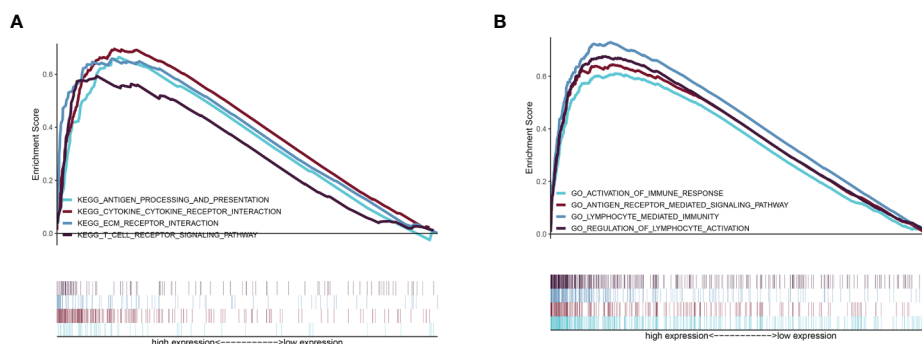 A
Enrichment Score
0.6
0.4
0.2
0.0
KEGG_ANTIGEN_PROCESSING_AND_PRESENTATION
KEGG_CYTOKINE_CYTOKINE_RECEPTOR_INTERACTION
KEGG_ECM_RECEPTOR_INTERACTION
KEGG_T_CELL_RECEPTOR_SIGNALING_PATHWAY
high expression<------------>low expression
B
Enrichment Score
0.6
0.4
0.2
0.0
GO_ACTIVATION_OF_IMMUNE_RESPONSE
GO_ANTIGEN_RECEPTOR_MEDIATED_SIGNALING_PATHWAY
GO_LYMPHOCYTE_MEDIATED_IMMUNITY
GO_REGULATION_OF_LYMPHOCYTE_ACTIVATION
high expression<------------>low expression